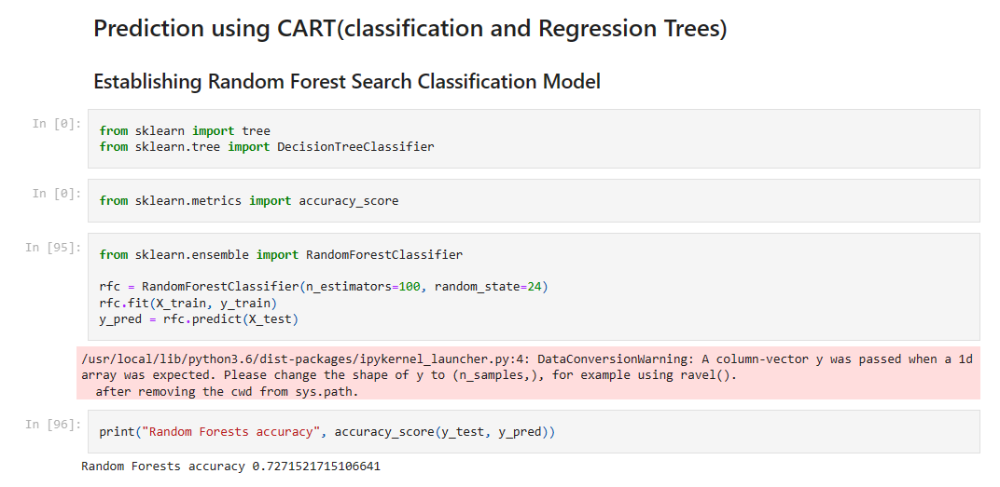 Prediction using CART(classification and Regression Trees)
Establishing Random Forest Search Classification Model
In [0]:
from sklearn import tree
from sklearn.tree import DecisionTreeClassifier
In [0]:
from sklearn.metrics import accuracy_score
In [95]:
from sklearn.ensemble import RandomForestClassifier
rfc = RandomForestClassifier(n_estimators=100, random_state=24)
rfc.fit(X_train, y_train)
y_pred = rfc.predict(X_test)
/usr/local/lib/python3.6/dist-packages/ipykernel_launcher.py:4: DataConversionWarning: A column-vector y was passed when a 1d
array was expected. Please change the shape of y to (n_samples,), for example using ravel().
after removing the cwd from sys.path.
In [96]:
print("Random Forests accuracy", accuracy_score(y_test, y_pred))
Random Forests accuracy 0.7271521715106641